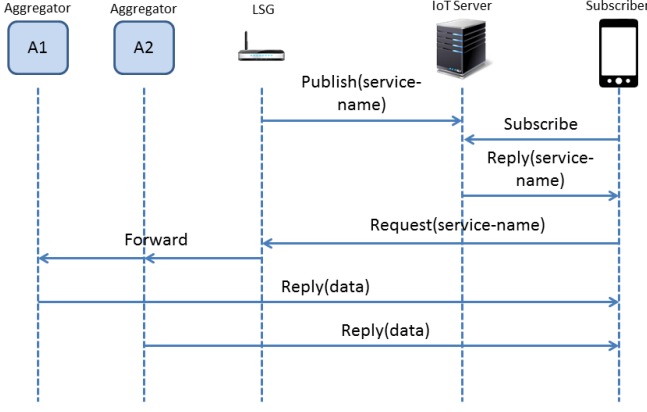 Aggregator
Aggregator
LSG
IoT Server
Subscriber
A1
A2
Publish(service-
name)
Subscribe
Reply(service-
name)
Request(service-name)
Forward
Reply(data)
Reply(data)